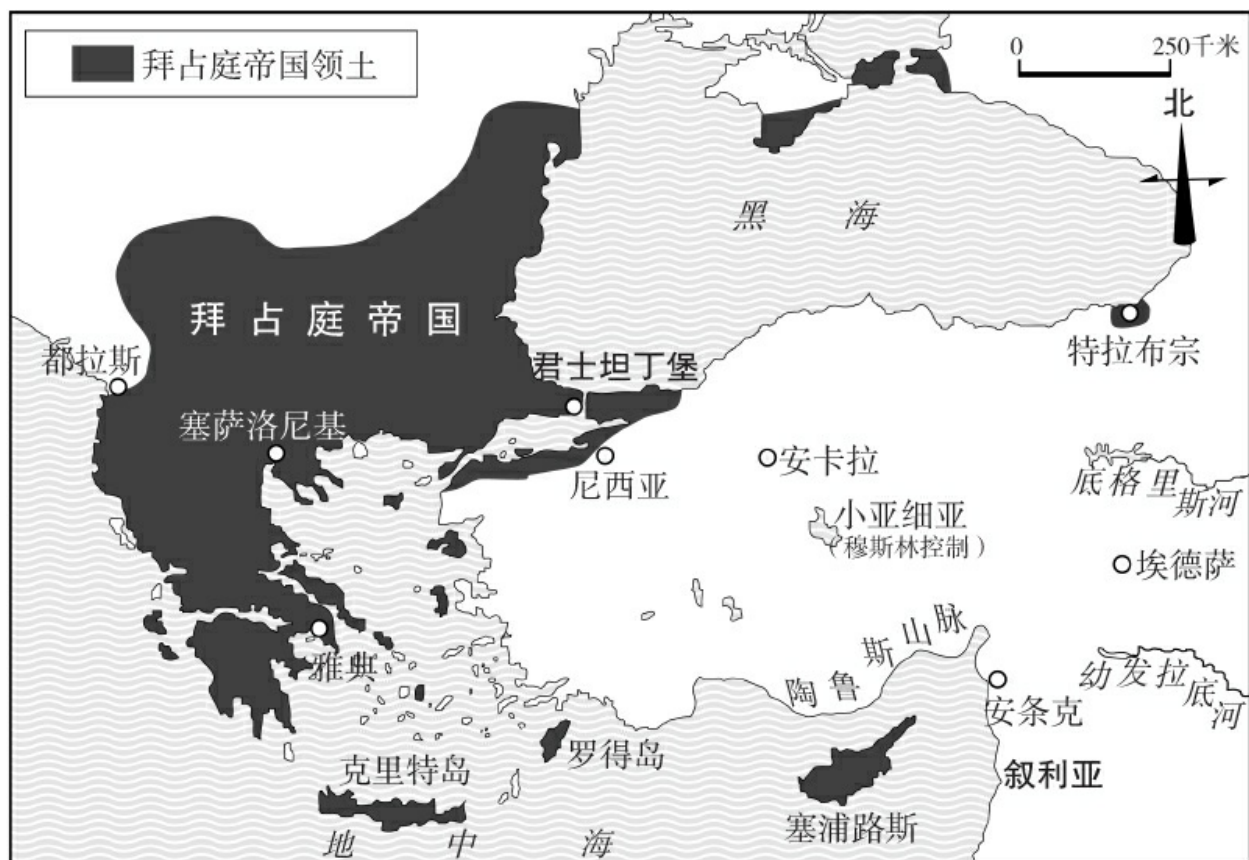 拜占庭帝国领土
0 250千米
北
黑海
拜占庭帝国
特拉布宗
都拉斯
君士坦丁堡
塞萨洛尼基
尼西亚
安卡拉
底格里斯河
小亚细亚
(穆斯林控制)
埃德萨
雅典
陶鲁斯山脉
幼发拉底河
安条克
罗得岛
克里特岛
叙利亚
塞浦路斯
地中海